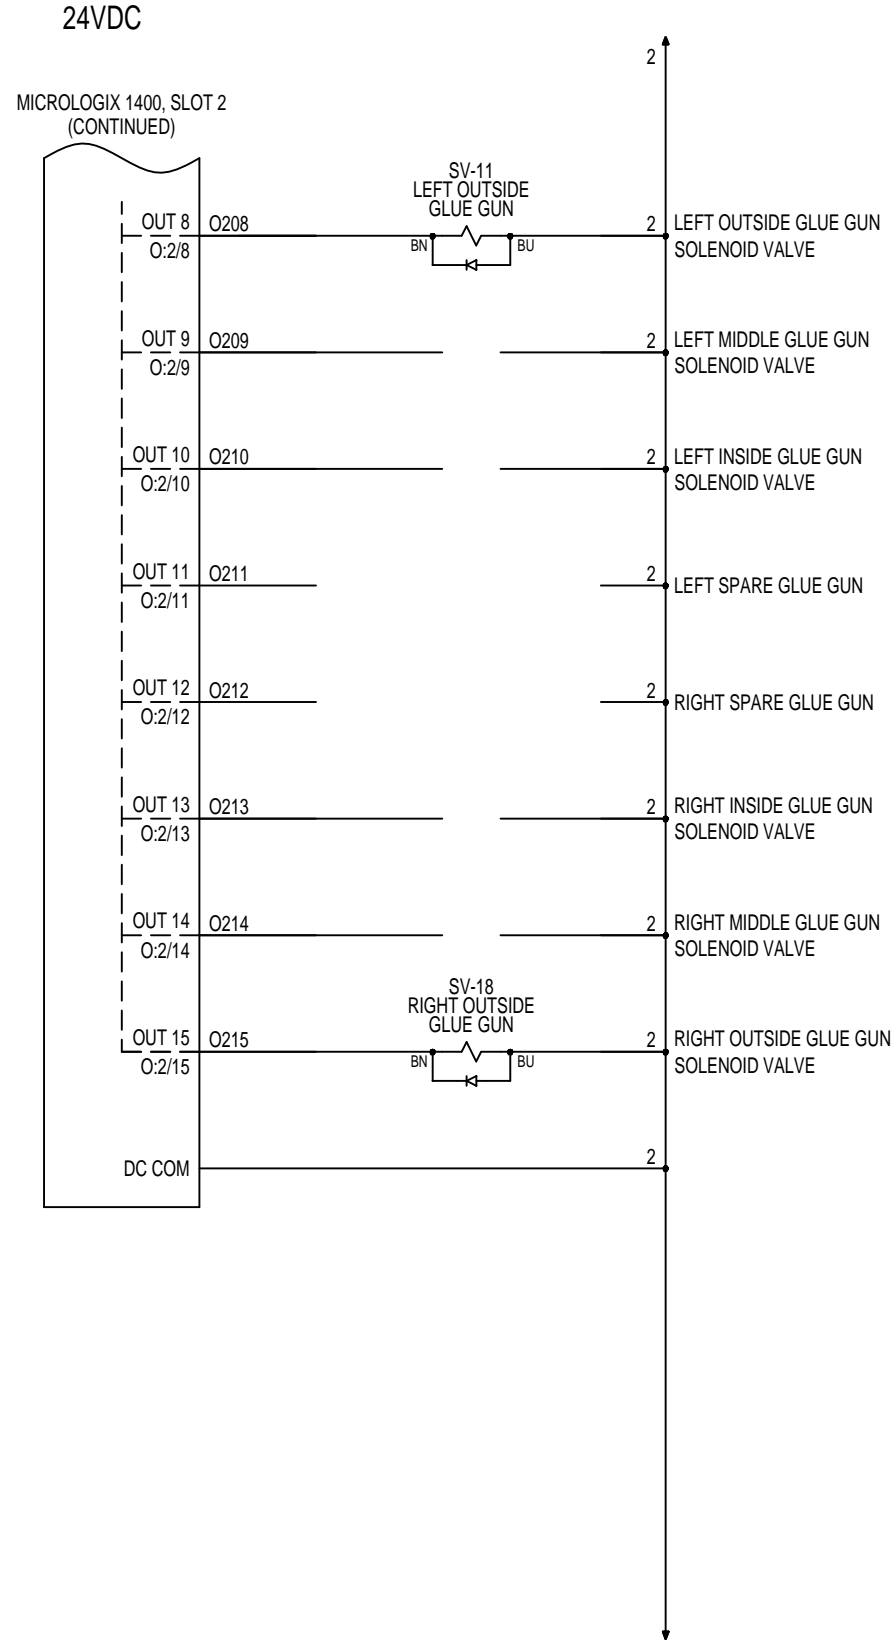 24VDC
2
MICROLOGIX 1400, SLOT 2
(CONTINUED)
SV-11
LEFT OUTSIDE
GLUE GUN
OUT 8 O208 2 LEFT OUTSIDE GLUE GUN
BN BU
O:2/8 SOLENOID VALVE
OUT 9 O209 2 LEFT MIDDLE GLUE GUN
O:2/9 SOLENOID VALVE
OUT 10 O210 2 LEFT INSIDE GLUE GUN
O:2/10 SOLENOID VALVE
OUT 11 O211 2 LEFT SPARE GLUE GUN
O:2/11
OUT 12 O212 2 RIGHT SPARE GLUE GUN
O:2/12
OUT 13 O213 2 RIGHT INSIDE GLUE GUN
O:2/13 SOLENOID VALVE
OUT 14 O214 2 RIGHT MIDDLE GLUE GUN
O:2/14 SOLENOID VALVE
SV-18
RIGHT OUTSIDE
GLUE GUN
OUT 15 O215 2 RIGHT OUTSIDE GLUE GUN
BN BU
O:2/15 SOLENOID VALVE
DC COM 2